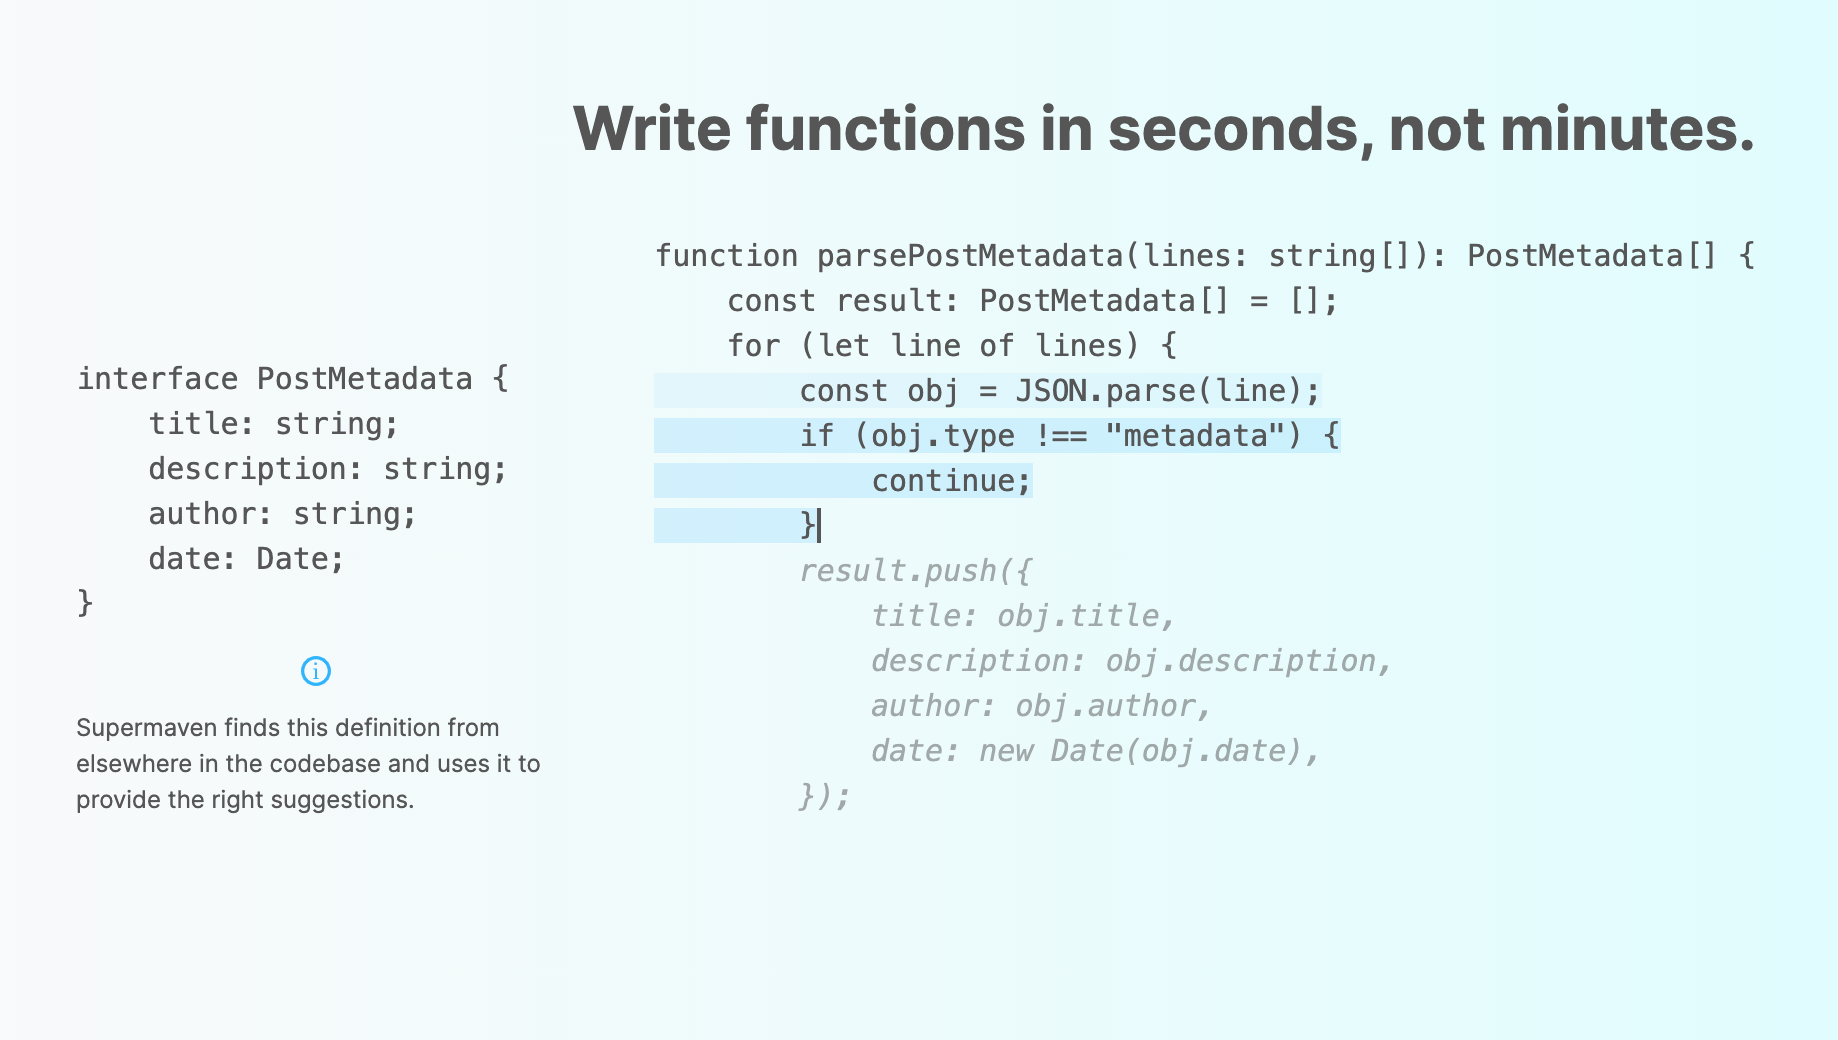 Write functions in seconds, not minutes.
interface PostMetadata {
    title: string;
    description: string;
    author: string;
    date: Date;
}
i
Supermaven finds this definition from
elsewhere in the codebase and uses it to
provide the right suggestions.
function parsePostMetadata(lines: string[]): PostMetadata[] {
    const result: PostMetadata[] = [];
    for (let line of lines) {
        const obj = JSON.parse(line);
        if (obj.type !== "metadata") {
            continue;
        }
        result.push({
            title: obj.title,
            description: obj.description,
            author: obj.author,
            date: new Date(obj.date),
        });